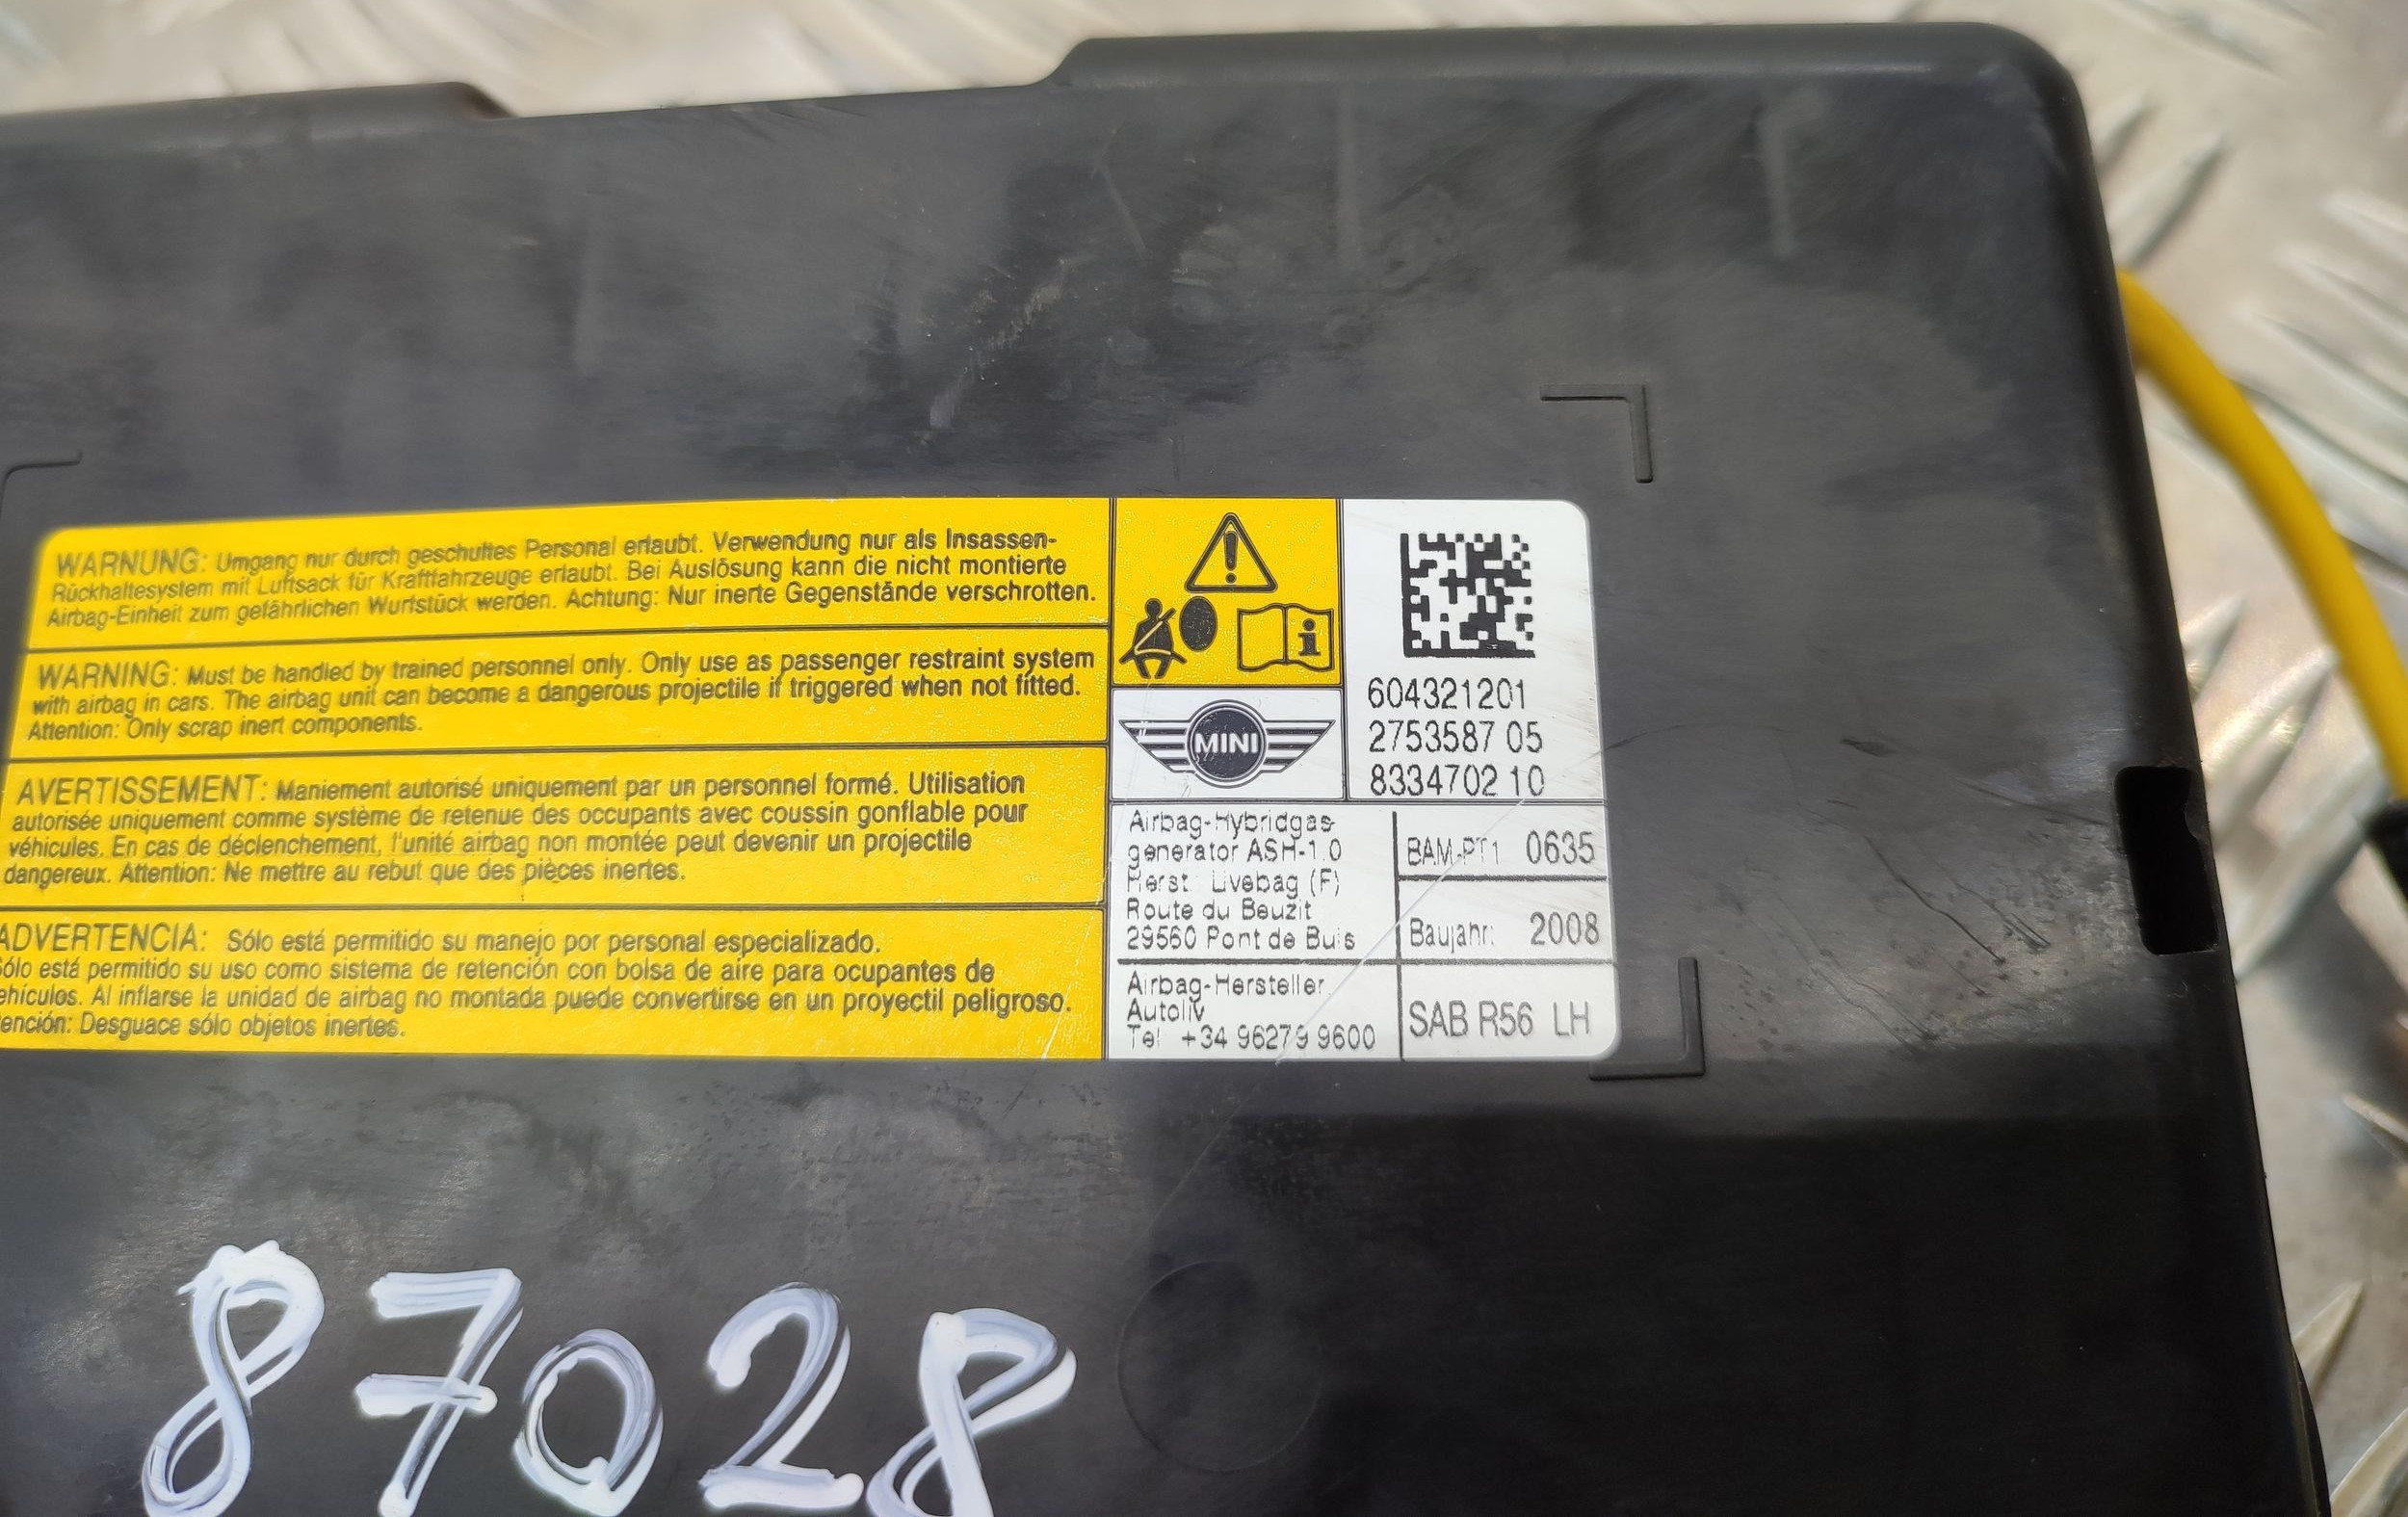 WARNUNG: Umgang nur durch geschultes Personal erlaubt. Verwendung nur als Insassen-
Rückhaltesystem mit Luftsack für Kraftfahrzeuge erlaubt. Bei Auslösung kann die nicht montierte
Airbag-Einheit zum gefährlichen Wurfstück werden. Achtung: Nur inerte Gegenstände verschrotten.
WARNING: Must be handled by trained personnel only. Only use as passenger restraint system
with airbag in cars. The airbag unit can become a dangerous projectile if triggered when not fitted.
Attention: Only scrap inert components.
AVERTISSEMENT: Maniement autorisé uniquement par un personnel formé. Utilisation
autorisée uniquement comme système de retenue des occupants avec coussin gonflable pour
véhicules. En cas de déclenchement, l'unité airbag non montée peut devenir un projectile
dangereux. Attention: Ne mettre au rebut que des pièces inertes.
ADVERTENCIA: Sólo está permitido su manejo por personal especializado.
Sólo está permitido su uso como sistema de retención con bolsa de aire para ocupantes de
ehículos. Al inflarse la unidad de airbag no montada puede convertirse en un proyectil peligroso.
ención: Desguace sólo objetos inertes.
i
MINI
604321201
2753587 05
8334702 10
Airbag-Hybridgas-
generator ASH-1.0
Herst. Livebag (F)
Route du Beuzit
29560 Pont de Buis
BAM-PT1 0635
Baujahr: 2008
Airbag-Hersteller
Autoliv
Tel +34 96279 9600
SAB R56 LH
87028